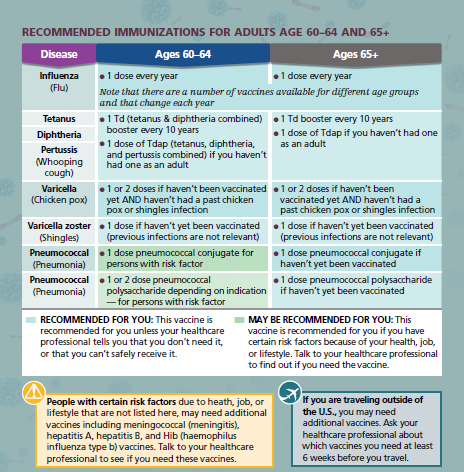 RECOMMENDED IMMUNIZATIONS FOR ADULTS AGE 60–64 AND 65+
Disease Ages 60–64 Ages 65+
Influenza
(Flu)
• 1 dose every year
• 1 dose every year
Note that there are a number of vaccines available for different age groups
and that change each year
Tetanus
Diphtheria
Pertussis
(Whooping
cough)
• 1 Td (tetanus & diphtheria combined)
booster every 10 years
• 1 dose of Tdap (tetanus, diphtheria,
and pertussis combined) if you haven't
had one as an adult
• 1 Td booster every 10 years
• 1 dose of Tdap if you haven't had one
as an adult
Varicella
(Chicken pox)
• 1 or 2 doses if haven't been vaccinated
yet AND haven't had a past chicken
pox or shingles infection
• 1 or 2 doses if haven't been
vaccinated yet AND haven't had a
past chicken pox or shingles infection
Varicella zoster
(Shingles)
• 1 dose if haven't yet been vaccinated
(previous infections are not relevant)
• 1 dose if haven't yet been vaccinated
(previous infections are not relevant)
Pneumococcal
(Pneumonia)
• 1 dose pneumococcal conjugate for
persons with risk factor
• 1 dose pneumococcal conjugate if
haven't yet been vaccinated
Pneumococcal
(Pneumonia)
• 1 or 2 dose pneumococcal
polysaccharide depending on indication
— for persons with risk factor
• 1 dose pneumococcal polysaccharide
if haven't yet been vaccinated
RECOMMENDED FOR YOU: This vaccine is
recommended for you unless your healthcare
professional tells you that you don't need it,
or that you can't safely receive it.
MAY BE RECOMMENDED FOR YOU: This
vaccine is recommended for you if you have
certain risk factors because of your health, job,
or lifestyle. Talk to your healthcare professional
to find out if you need the vaccine.
People with certain risk factors due to heath, job, or
lifestyle that are not listed here, may need additional
vaccines including meningococcal (meningitis),
hepatitis A, hepatitis B, and Hib (haemophilus
influenza type b) vaccines. Talk to your healthcare
professional to see if you need these vaccines.
If you are traveling outside of
the U.S., you may need
additional vaccines. Ask your
healthcare professional about
which vaccines you need at least
6 weeks before you travel.